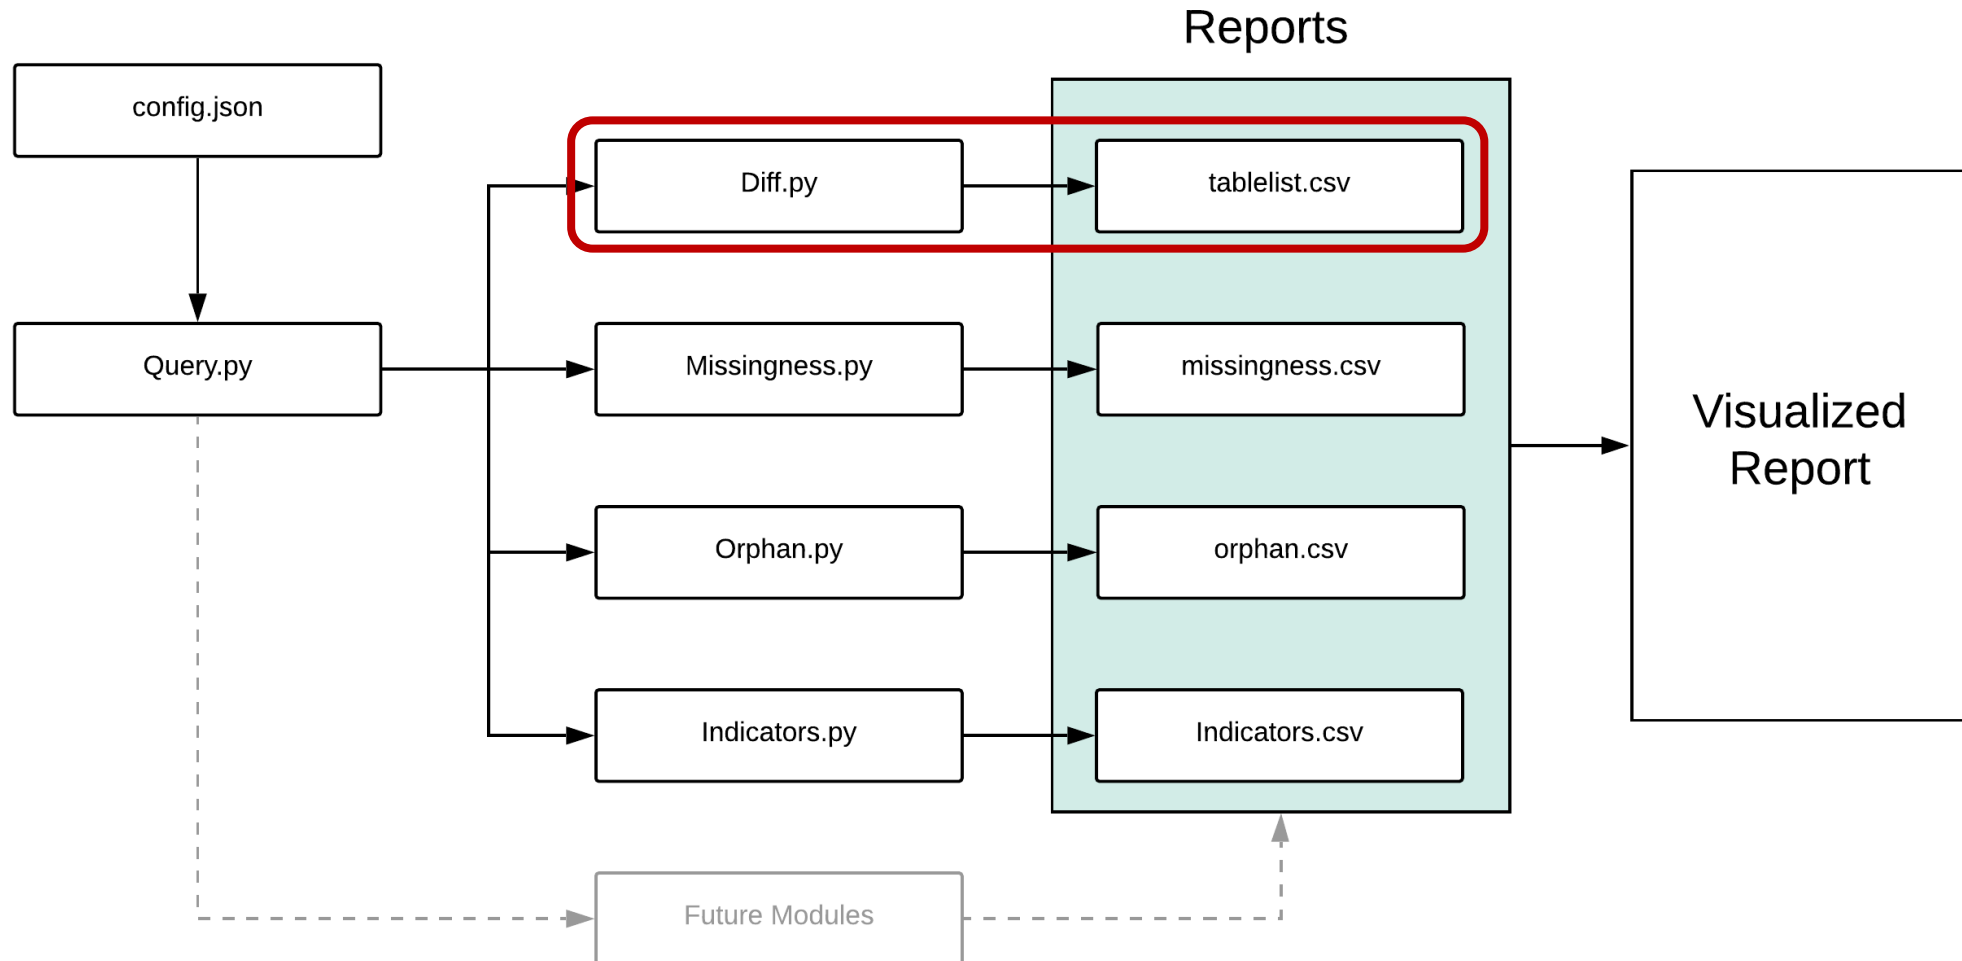 Reports
config.json
Diff.py
tablelist.csv
Query.py
Missingness.py
missingness.csv
Visualized
Report
Orphan.py
orphan.csv
Indicators.py
Indicators.csv
Future Modules